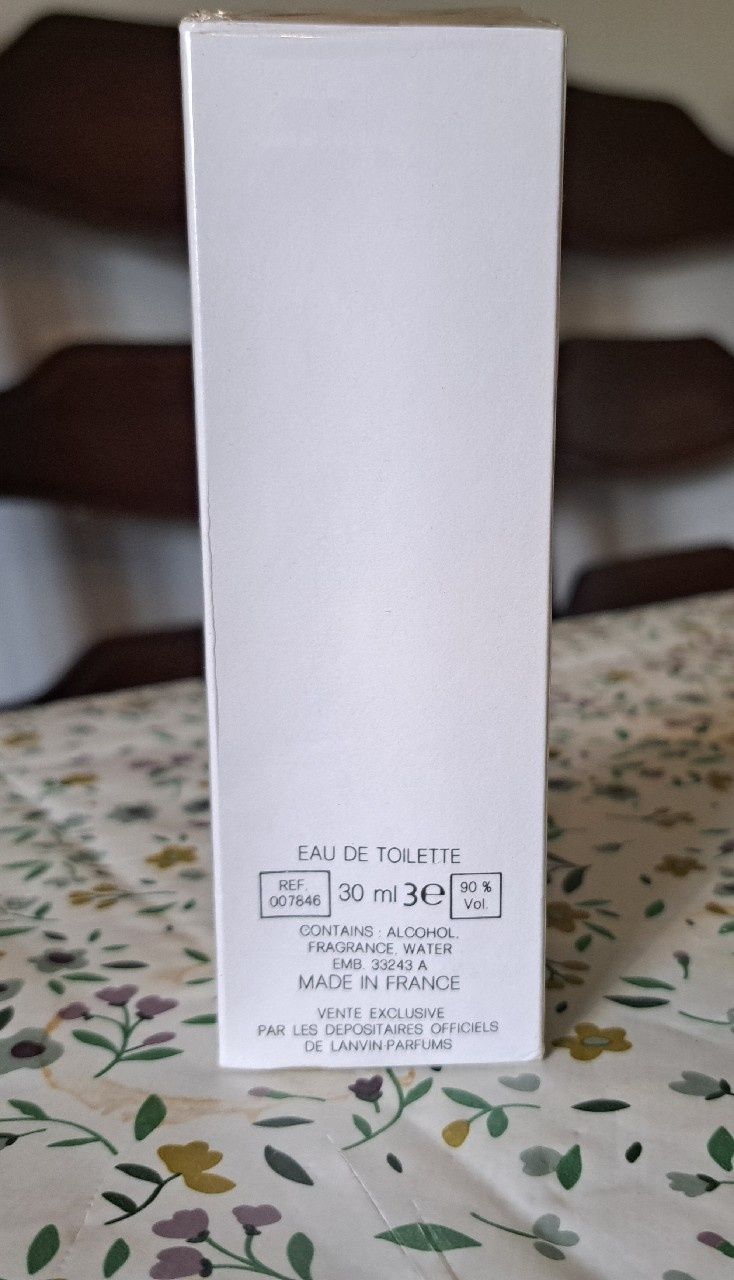 EAU DE TOILETTE
REF. 007846 30 ml 3e 90 % Vol.
CONTAINS : ALCOHOL,
FRAGRANCE, WATER
EMB. 33243 A
MADE IN FRANCE
VENTE EXCLUSIVE
PAR LES DEPOSITAIRES OFFICIELS
DE LANVIN-PARFUMS